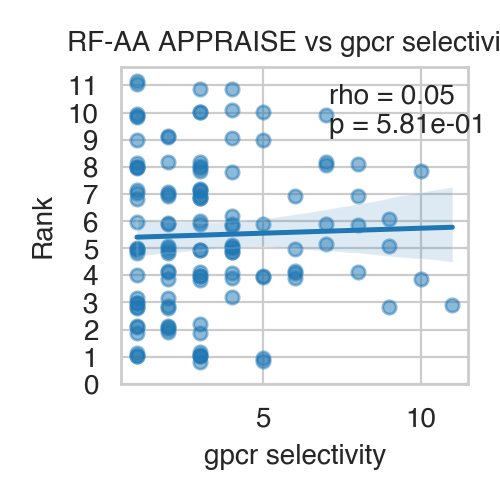 RF-AA APPRAISE vs gpcr selectivi
rho = 0.05
p = 5.81e-01
Rank
11
10
9
8
7
6
5
4
3
2
1
0
5 10
gpcr selectivity